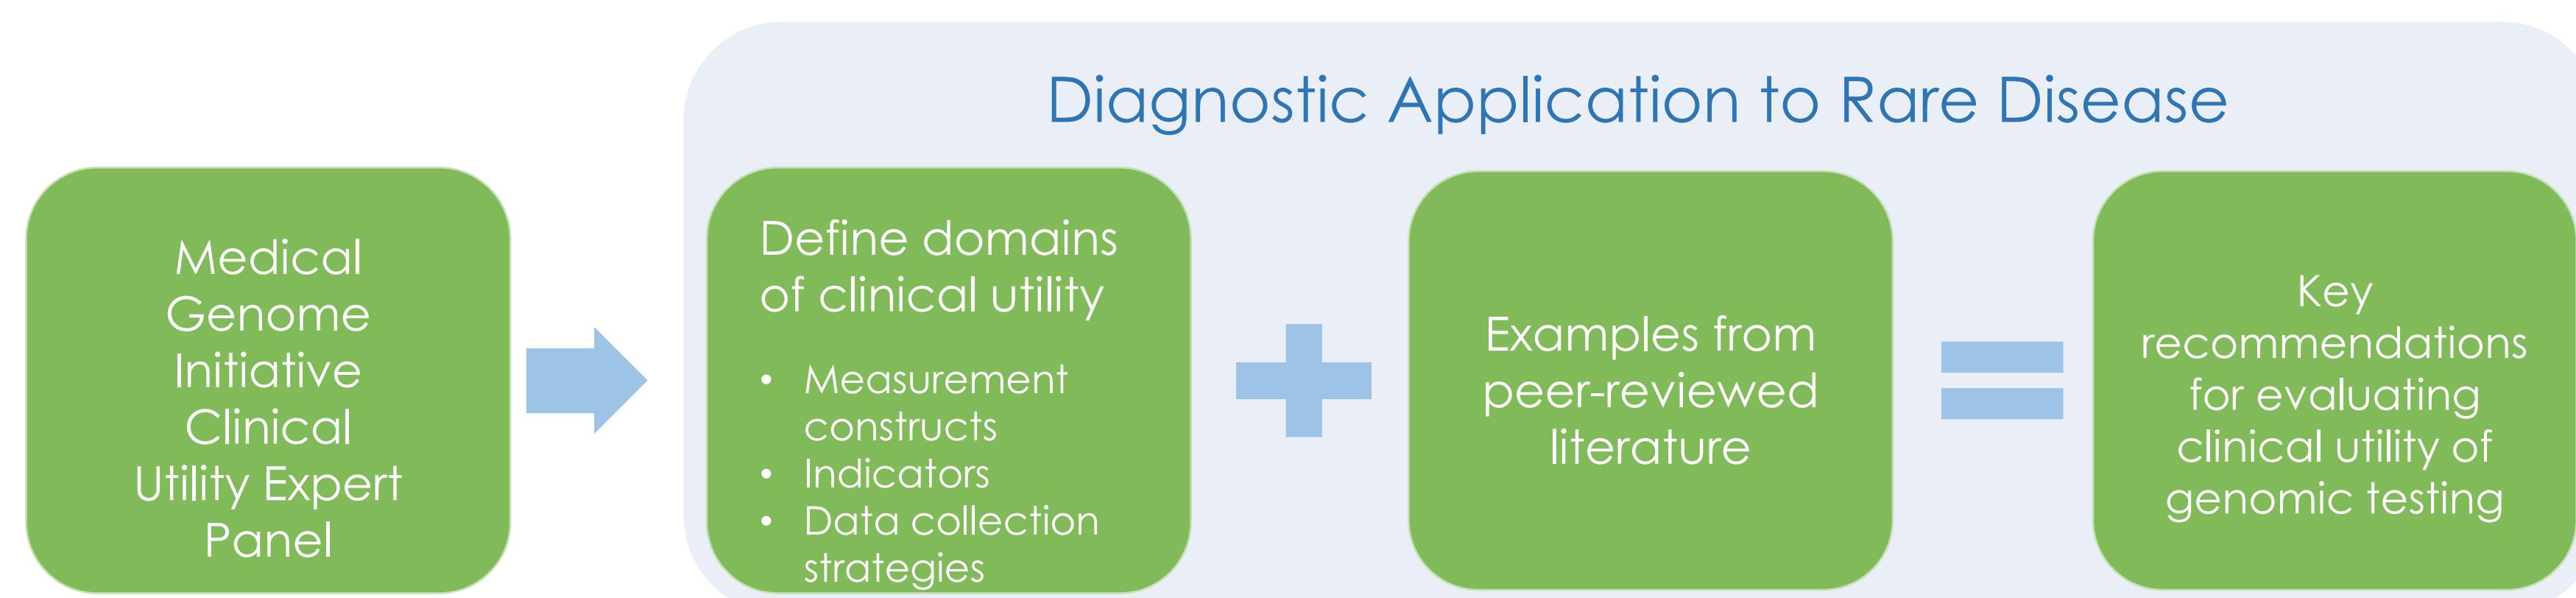 Diagnostic Application to Rare Disease
Medical
Genome
Initiative
Clinical
Utility Expert
Panel
Define domains
of clinical utility
• Measurement
constructs
• Indicators
• Data collection
strategies
Examples from
peer-reviewed
literature
Key
recommendations
for evaluating
clinical utility of
genomic testing